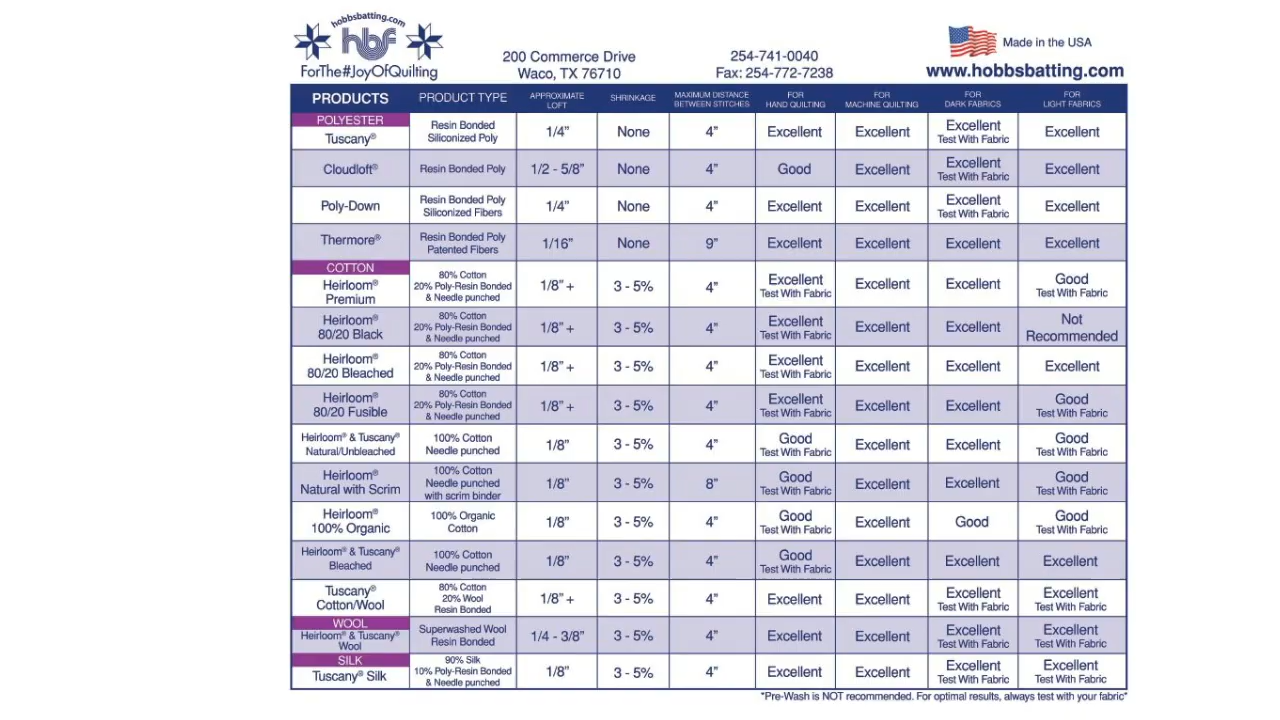 hobbsbatting.com
hbf
ForThe#JoyOfQuilting
200 Commerce Drive
Waco, TX 76710
254-741-0040
Fax: 254-772-7238
Made in the USA
www.hobbsbatting.com
PRODUCTS PRODUCT TYPE APPROXIMATE LOFT SHRINKAGE MAXIMUM DISTANCE BETWEEN STITCHES FOR HAND QUILTING FOR MACHINE QUILTING FOR DARK FABRICS FOR LIGHT FABRICS
POLYESTER
Tuscany® Resin Bonded Siliconized Poly 1/4” None 4” Excellent Excellent Excellent Test With Fabric Excellent
Cloudloft® Resin Bonded Poly 1/2 - 5/8” None 4” Good Excellent Excellent Test With Fabric Excellent
Poly-Down Resin Bonded Poly Siliconized Fibers 1/4” None 4” Excellent Excellent Excellent Test With Fabric Excellent
Thermore® Resin Bonded Poly Patented Fibers 1/16” None 9” Excellent Excellent Excellent Excellent
COTTON
Heirloom® Premium 80% Cotton 20% Poly-Resin Bonded & Needle punched 1/8” + 3 - 5% 4” Excellent Test With Fabric Excellent Excellent Good Test With Fabric
Heirloom® 80/20 Black 80% Cotton 20% Poly-Resin Bonded & Needle punched 1/8” + 3 - 5% 4” Excellent Test With Fabric Excellent Excellent Not Recommended
Heirloom® 80/20 Bleached 80% Cotton 20% Poly-Resin Bonded & Needle punched 1/8” + 3 - 5% 4” Excellent Test With Fabric Excellent Excellent Excellent
Heirloom® 80/20 Fusible 80% Cotton 20% Poly-Resin Bonded & Needle punched 1/8” + 3 - 5% 4” Excellent Test With Fabric Excellent Excellent Good Test With Fabric
Heirloom® & Tuscany® Natural/Unbleached 100% Cotton Needle punched 1/8” 3 - 5% 4” Good Test With Fabric Excellent Excellent Good Test With Fabric
Heirloom® Natural with Scrim 100% Cotton Needle punched with scrim binder 1/8” 3 - 5% 8” Good Test With Fabric Excellent Excellent Good Test With Fabric
Heirloom® 100% Organic 100% Organic Cotton 1/8” 3 - 5% 4” Good Test With Fabric Excellent Good Good Test With Fabric
Heirloom® & Tuscany® Bleached 100% Cotton Needle punched 1/8” 3 - 5% 4” Good Test With Fabric Excellent Excellent Excellent
Tuscany® Cotton/Wool 80% Cotton 20% Wool Resin Bonded 1/8” + 3 - 5% 4” Excellent Excellent Excellent Test With Fabric Excellent Test With Fabric
WOOL
Heirloom® & Tuscany® Wool Superwashed Wool Resin Bonded 1/4 - 3/8” 3 - 5% 4” Excellent Excellent Excellent Test With Fabric Excellent Test With Fabric
SILK
Tuscany® Silk 90% Silk 10% Poly-Resin Bonded & Needle punched 1/8” 3 - 5% 4” Excellent Excellent Excellent Test With Fabric Excellent Test With Fabric
*Pre-Wash is NOT recommended. For optimal results, always test with your fabric*